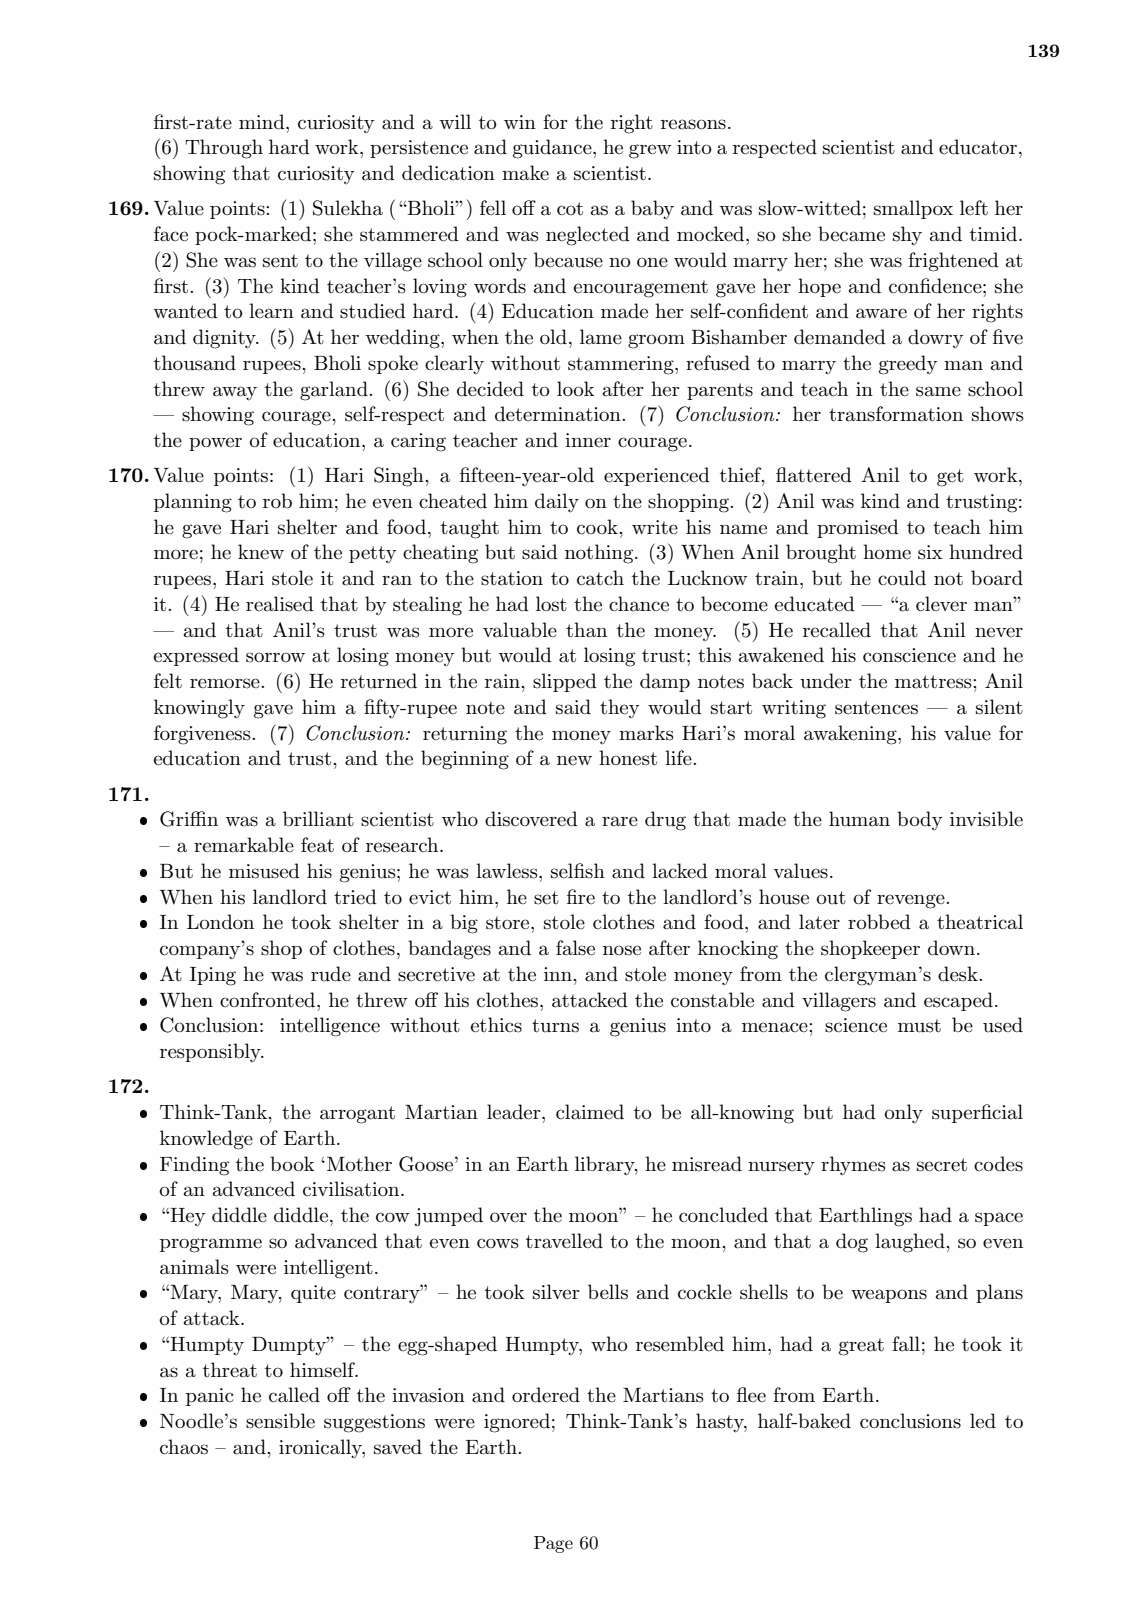 139
first-rate mind, curiosity and a will to win for the right reasons.
(6) Through hard work, persistence and guidance, he grew into a respected scientist and educator,
showing that curiosity and dedication make a scientist.
169. Value points: (1) Sulekha (“Bholi”) fell off a cot as a baby and was slow-witted; smallpox left her
face pock-marked; she stammered and was neglected and mocked, so she became shy and timid.
(2) She was sent to the village school only because no one would marry her; she was frightened at
first. (3) The kind teacher’s loving words and encouragement gave her hope and confidence; she
wanted to learn and studied hard. (4) Education made her self-confident and aware of her rights
and dignity. (5) At her wedding, when the old, lame groom Bishamber demanded a dowry of five
thousand rupees, Bholi spoke clearly without stammering, refused to marry the greedy man and
threw away the garland. (6) She decided to look after her parents and teach in the same school
— showing courage, self-respect and determination. (7) Conclusion: her transformation shows
the power of education, a caring teacher and inner courage.
170. Value points: (1) Hari Singh, a fifteen-year-old experienced thief, flattered Anil to get work,
planning to rob him; he even cheated him daily on the shopping. (2) Anil was kind and trusting:
he gave Hari shelter and food, taught him to cook, write his name and promised to teach him
more; he knew of the petty cheating but said nothing. (3) When Anil brought home six hundred
rupees, Hari stole it and ran to the station to catch the Lucknow train, but he could not board
it. (4) He realised that by stealing he had lost the chance to become educated — “a clever man”
— and that Anil’s trust was more valuable than the money. (5) He recalled that Anil never
expressed sorrow at losing money but would at losing trust; this awakened his conscience and he
felt remorse. (6) He returned in the rain, slipped the damp notes back under the mattress; Anil
knowingly gave him a fifty-rupee note and said they would start writing sentences — a silent
forgiveness. (7) Conclusion: returning the money marks Hari’s moral awakening, his value for
education and trust, and the beginning of a new honest life.
171.
• Griffin was a brilliant scientist who discovered a rare drug that made the human body invisible
– a remarkable feat of research.
• But he misused his genius; he was lawless, selfish and lacked moral values.
• When his landlord tried to evict him, he set fire to the landlord’s house out of revenge.
• In London he took shelter in a big store, stole clothes and food, and later robbed a theatrical
company’s shop of clothes, bandages and a false nose after knocking the shopkeeper down.
• At Iping he was rude and secretive at the inn, and stole money from the clergyman’s desk.
• When confronted, he threw off his clothes, attacked the constable and villagers and escaped.
• Conclusion: intelligence without ethics turns a genius into a menace; science must be used
responsibly.
172.
• Think-Tank, the arrogant Martian leader, claimed to be all-knowing but had only superficial
knowledge of Earth.
• Finding the book ‘Mother Goose’ in an Earth library, he misread nursery rhymes as secret codes
of an advanced civilisation.
• “Hey diddle diddle, the cow jumped over the moon” – he concluded that Earthlings had a space
programme so advanced that even cows travelled to the moon, and that a dog laughed, so even
animals were intelligent.
• “Mary, Mary, quite contrary” – he took silver bells and cockle shells to be weapons and plans
of attack.
• “Humpty Dumpty” – the egg-shaped Humpty, who resembled him, had a great fall; he took it
as a threat to himself.
• In panic he called off the invasion and ordered the Martians to flee from Earth.
• Noodle’s sensible suggestions were ignored; Think-Tank’s hasty, half-baked conclusions led to
chaos – and, ironically, saved the Earth.
Page 60